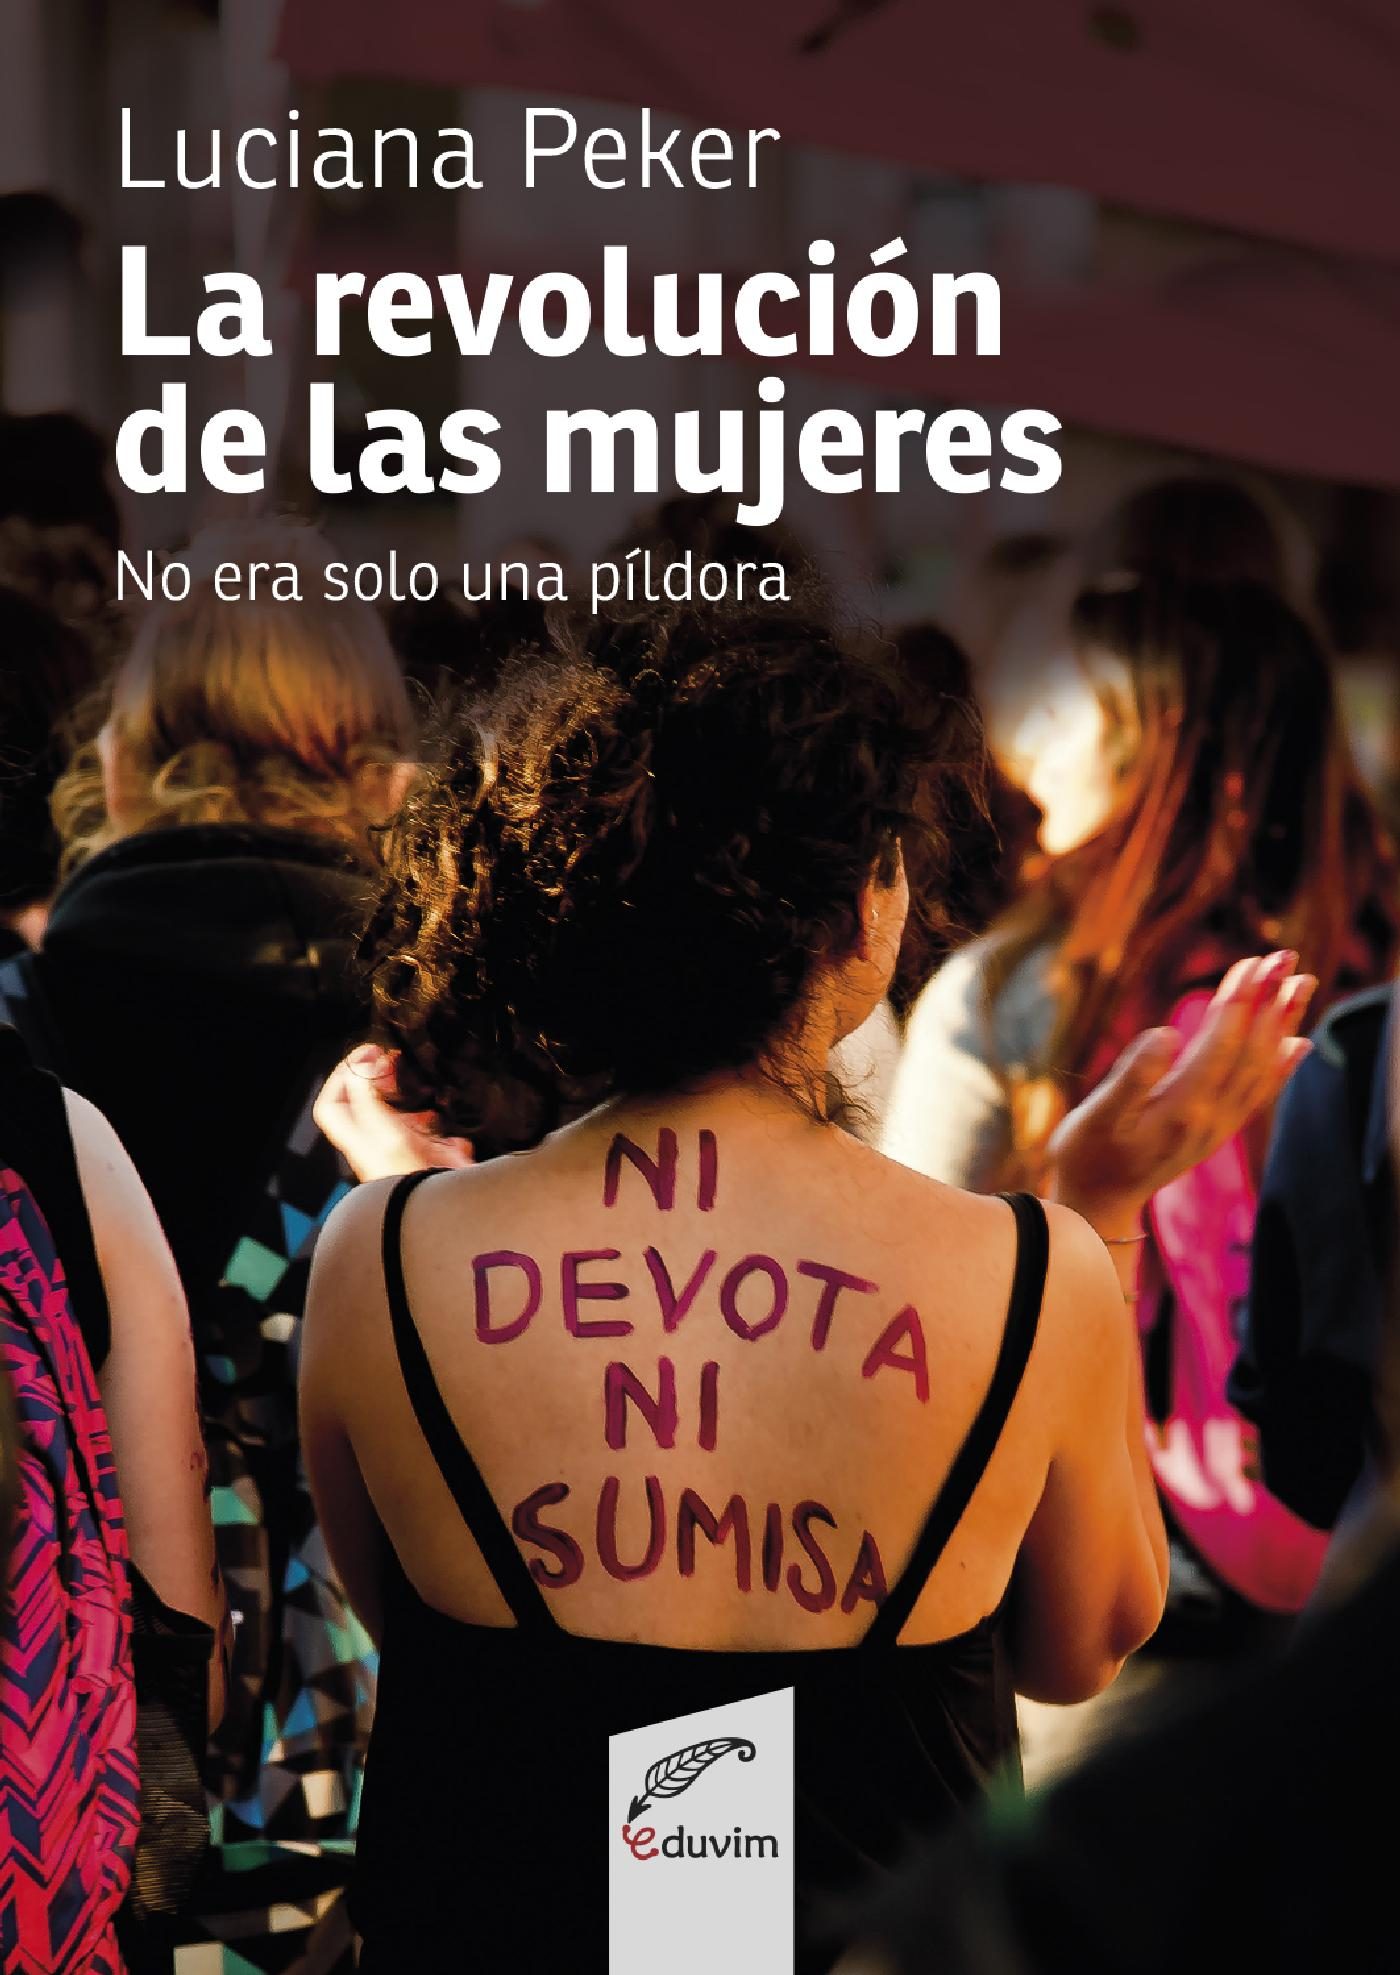 Luciana Peker
La revolución
de las mujeres
No era solo una píldora
NI
DEVOTA
NI
SUMISA
eduvim